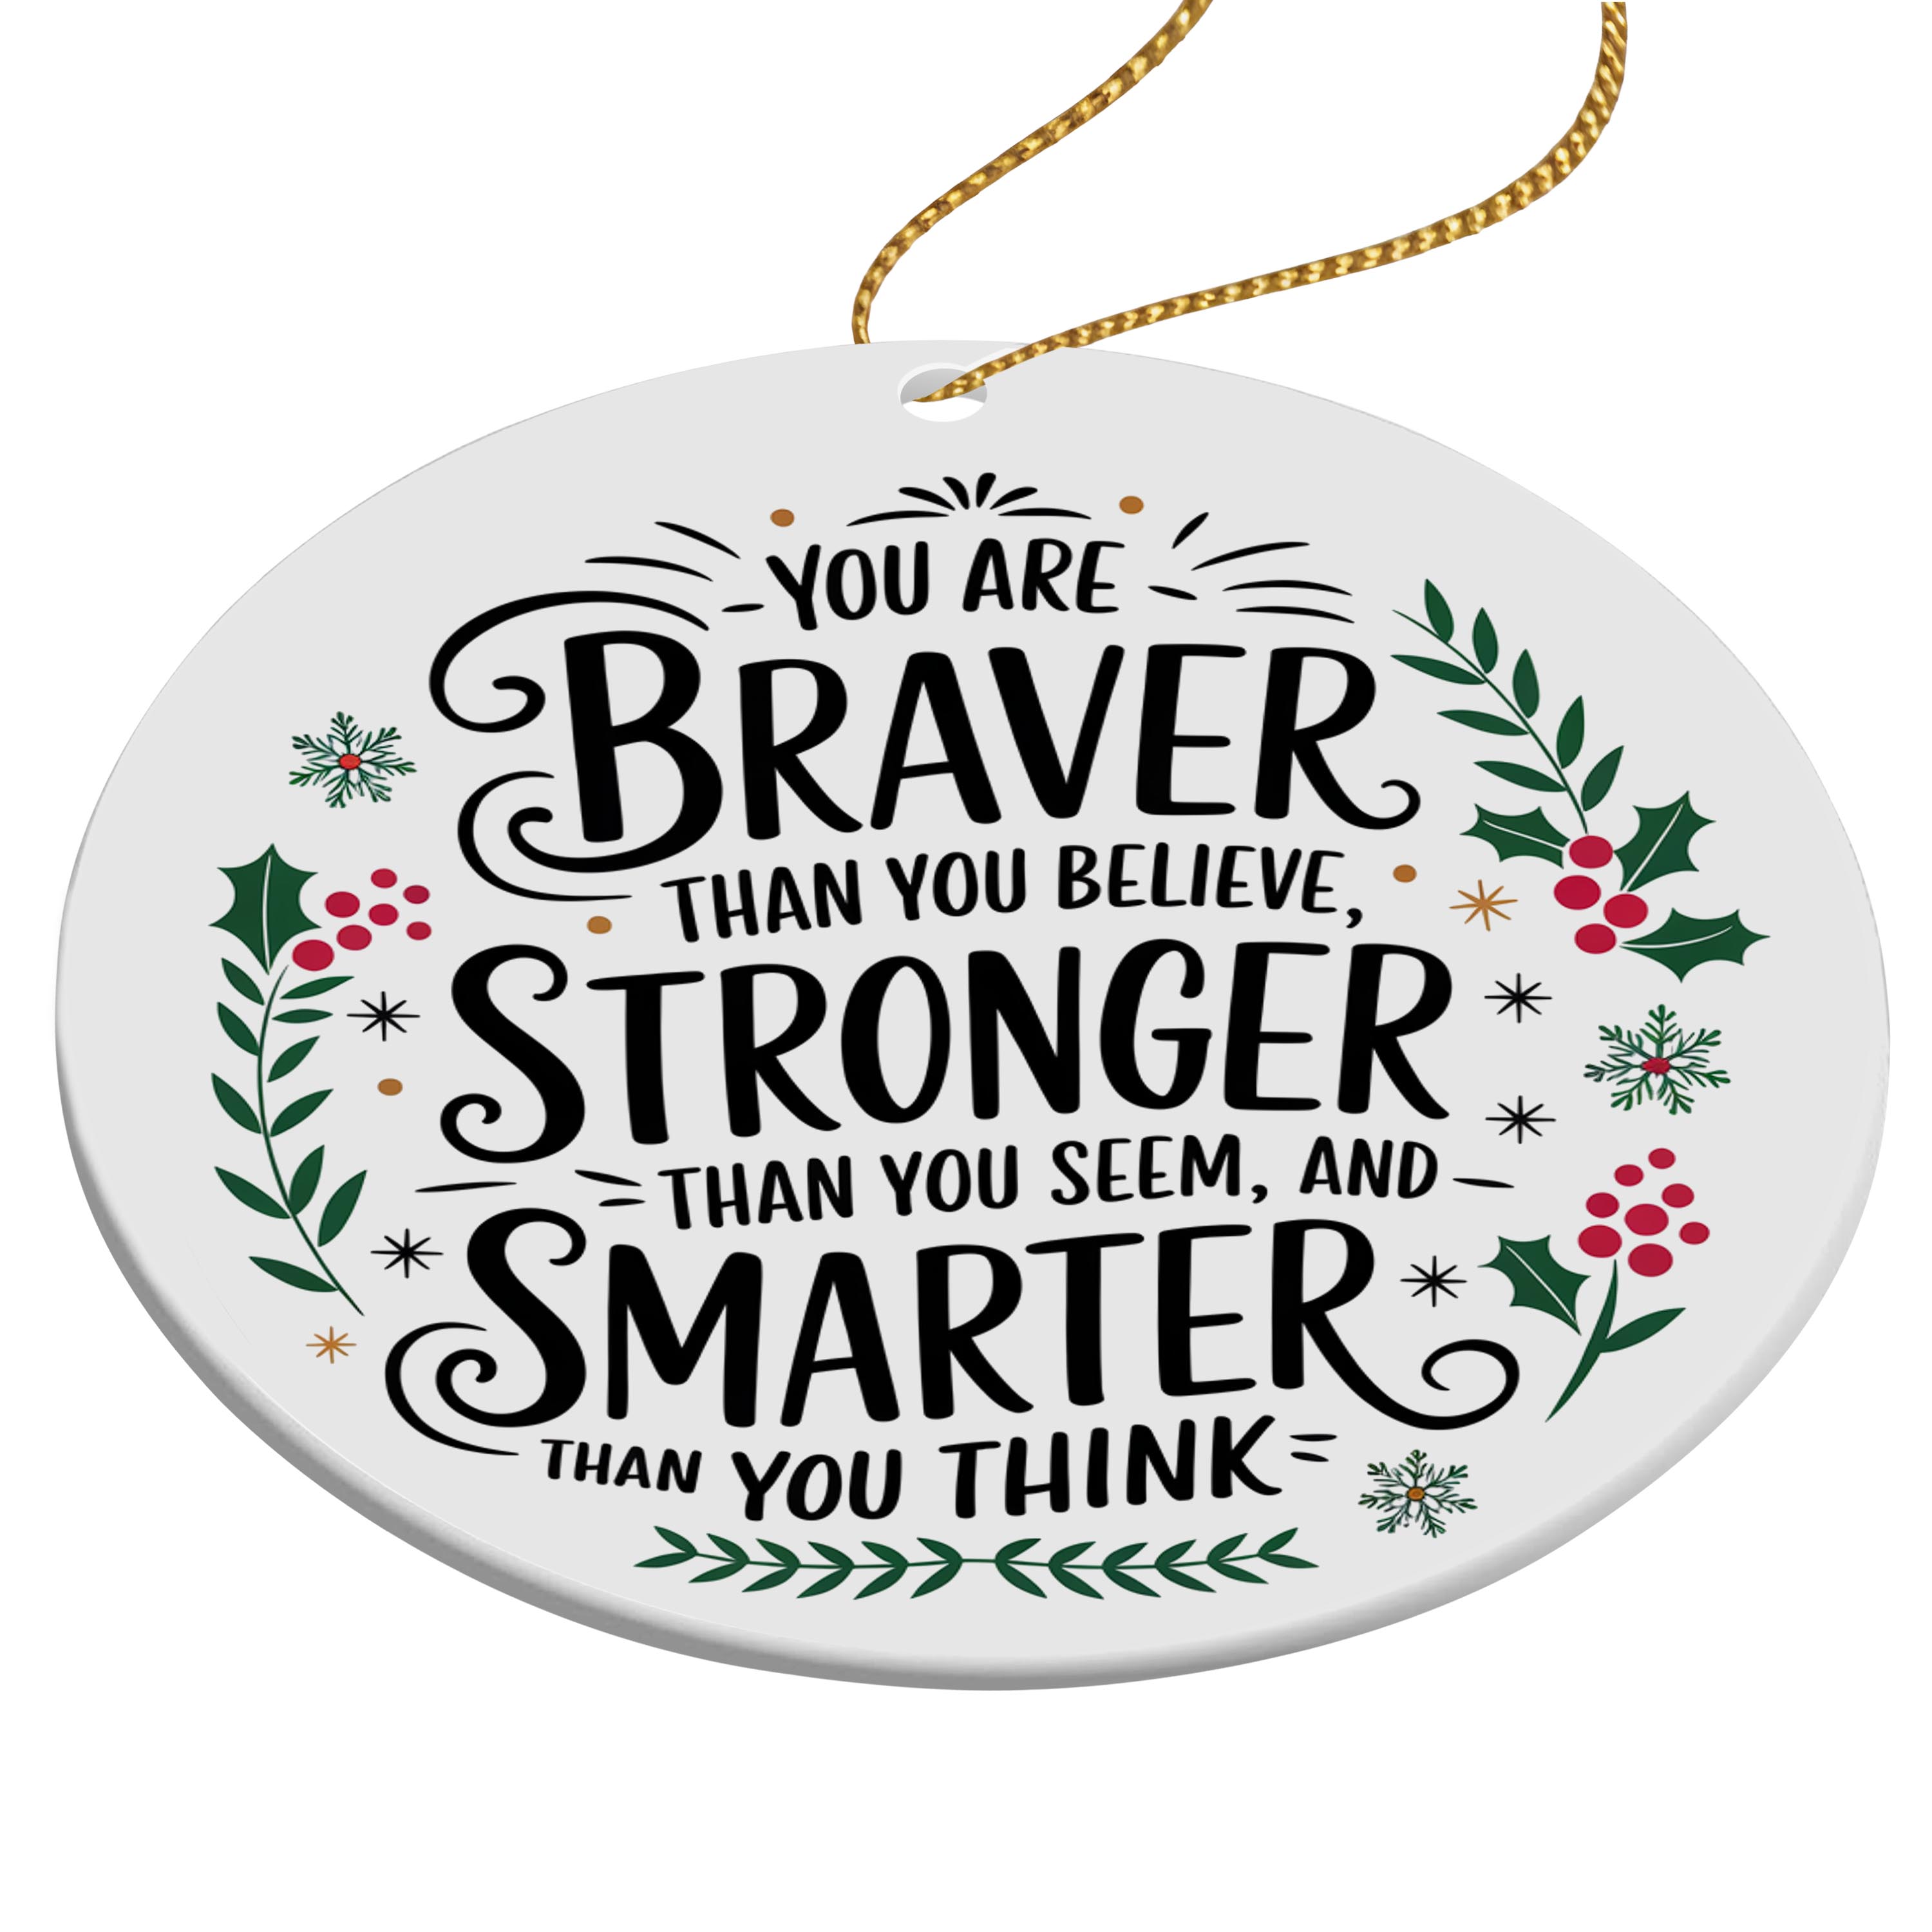 YOU ARE
BRAVER
THAN YOU BELIEVE,
STRONGER
THAN YOU SEEM, AND
SMARTER
THAN YOU THINK